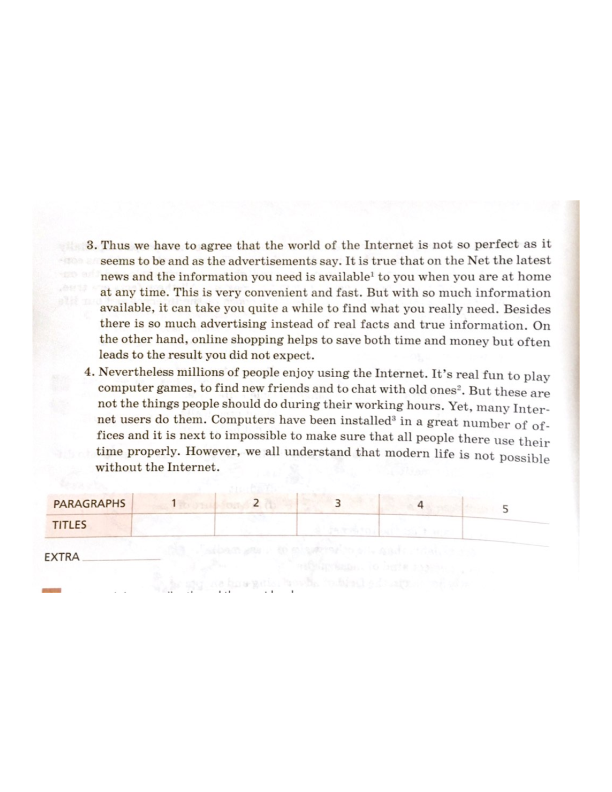 3. Thus we have to agree that the world of the Internet is not so perfect as it
seems to be and as the advertisements say. It is true that on the Net the latest
news and the information you need is available¹ to you when you are at home
at any time. This is very convenient and fast. But with so much information
available, it can take you quite a while to find what you really need. Besides
there is so much advertising instead of real facts and true information. On
the other hand, online shopping helps to save both time and money but often
leads to the result you did not expect.
4. Nevertheless millions of people enjoy using the Internet. It's real fun to play
computer games, to find new friends and to chat with old ones². But these are
not the things people should do during their working hours. Yet, many Inter-
net users do them. Computers have been installed³ in a great number of of-
fices and it is next to impossible to make sure that all people there use their
time properly. However, we all understand that modern life is not possible
without the Internet.
PARAGRAPHS 1 2 3 4 5
TITLES
EXTRA